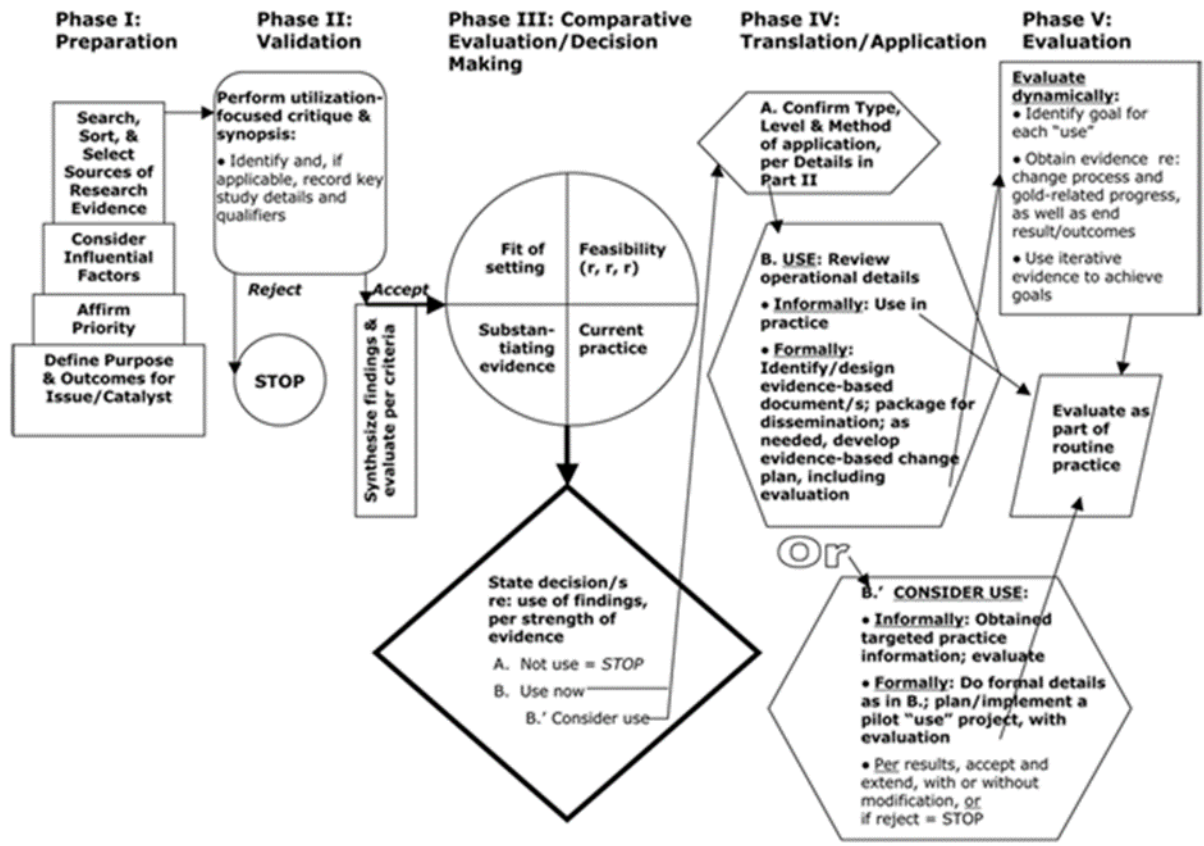 Phase I:
Preparation
Phase II:
Validation
Phase III: Comparative
Evaluation/Decision
Making
Phase IV:
Translation/Application
Phase V:
Evaluation
Search,
Sort, &
Select
Sources of
Research
Evidence
Consider
Influential
Factors
Affirm
Priority
Define Purpose
& Outcomes for
Issue/Catalyst
Perform utilization-
focused critique &
synopsis:
● Identify and, if
applicable, record key
study details and
qualifiers
Reject
Accept
STOP
Synthesize findings &
evaluate per criteria
Fit of
setting
Feasibility
(r, r, r)
Substan-
tiating
evidence
Current
practice
State decision/s
re: use of findings,
per strength of
evidence
A. Not use = STOP
B. Use now
B.’ Consider use
A. Confirm Type,
Level & Method
of application,
per Details in
Part II
B. USE: Review
operational details
● Informally: Use in
practice
● Formally:
Identify/design
evidence-based
document/s; package for
dissemination; as
needed, develop
evidence-based change
plan, including
evaluation
Or
B.’ CONSIDER USE:
● Informally: Obtained
targeted practice
information; evaluate
● Formally: Do formal details
as in B.; plan/implement a
pilot “use” project, with
evaluation
● Per results, accept and
extend, with or without
modification, or
if reject = STOP
Evaluate
dynamically:
● Identify goal for
each “use”
● Obtain evidence re:
change process and
gold-related progress,
as well as end
result/outcomes
● Use iterative
evidence to achieve
goals
Evaluate as
part of
routine
practice